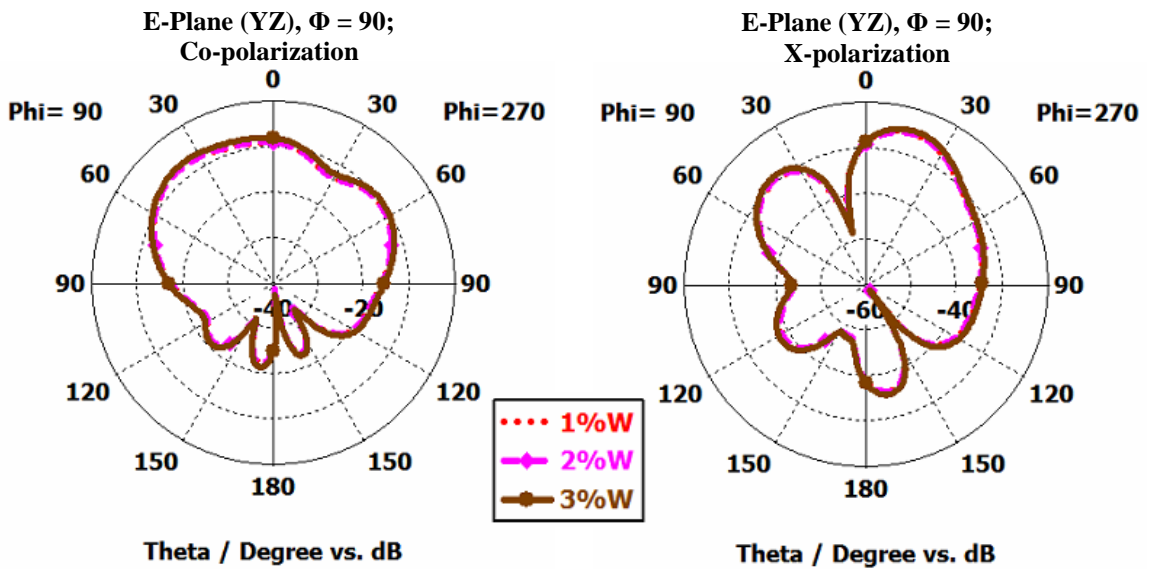 E-Plane (YZ), Φ = 90;
Co-polarization
0
30
30
Phi= 90
Phi=270
60
60
90
90
-40
-20
120
120
150
150
180
Theta / Degree vs. dB
1%W
2%W
3%W
E-Plane (YZ), Φ = 90;
X-polarization
0
30
30
Phi= 90
Phi=270
60
60
90
90
-60
-40
120
120
150
150
180
Theta / Degree vs. dB